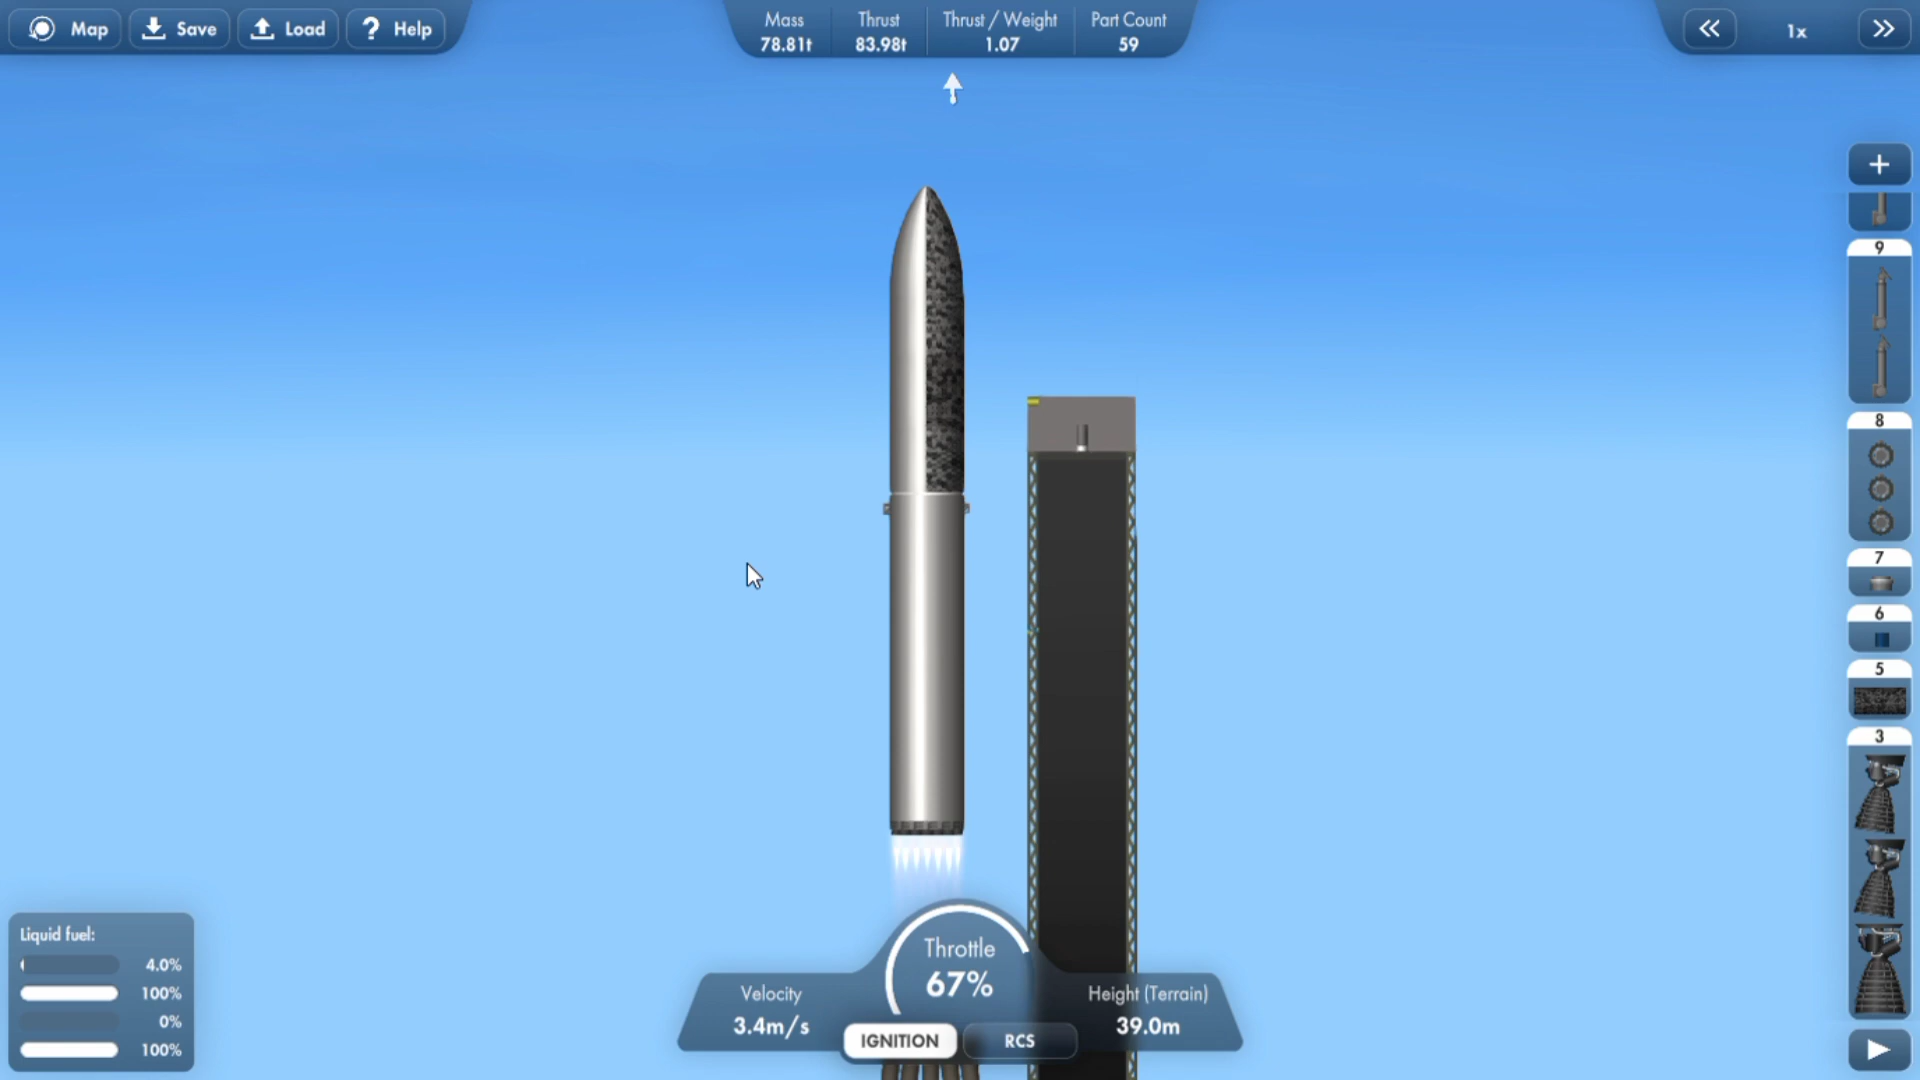 Map
Save
Load
? Help
Mass
78.81t
Thrust
83.98t
Thrust / Weight
1.07
Part Count
59
1x
9
8
7
6
5
3
Liquid fuel:
4.0%
100%
0%
100%
Throttle
67%
Velocity
3.4m/s
Height (Terrain)
39.0m
IGNITION
RCS